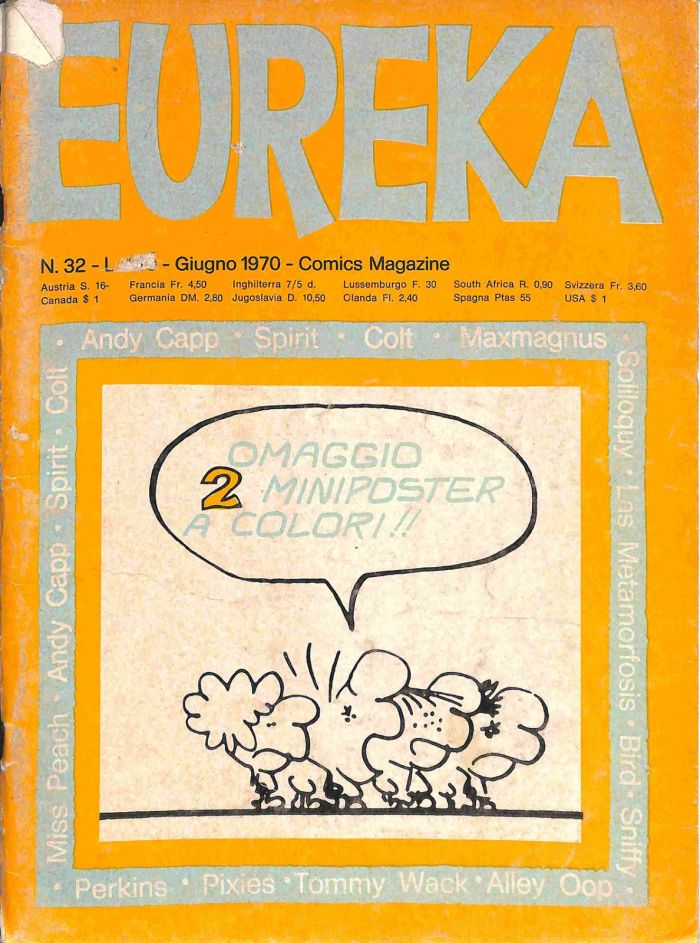 EUREKA
N. 32 - - Giugno 1970 - Comics Magazine
Austria S. 16- Francia Fr. 4,50 Inghilterra 7/5 d. Lussemburgo F. 30 South Africa R. 0,90 Svizzera Fr. 3,60
Canada $ 1 Germania DM. 2,80 Jugoslavia D. 10,50 Olanda Fl. 2,40 Spagna Ptas 55 USA $ 1
· Andy Capp · Spirit · Colt · Maxmagnus ·
Soliloquy · Las Metamorfosis · Bird · Sniffy ·
· Perkins · Pixies · Tommy Wack · Alley Oop
Miss Peach · Andy Capp · Spirit · Colt
OMAGGIO
2 MINIPOSTER
A COLORI!!